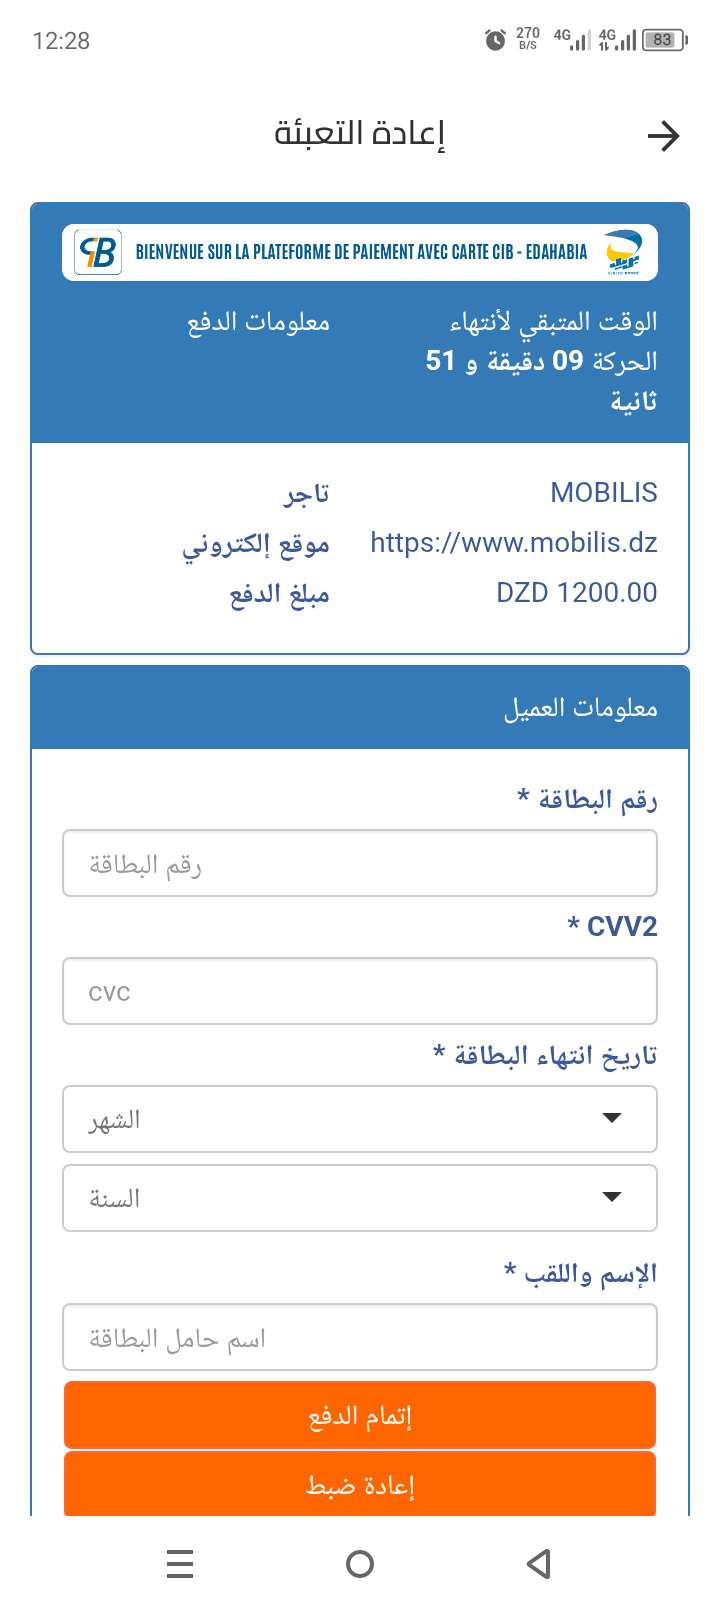 12:28
270 B/S 4G 4G 83
إعادة التعبئة
CIB BIENVENUE SUR LA PLATEFORME DE PAIEMENT AVEC CARTE CIB - EDAHABIA
الوقت المتبقي لأنتهاء
الحركة 09 دقيقة و 51
ثانية
معلومات الدفع
تاجر MOBILIS
موقع إلكتروني https://www.mobilis.dz
مبلغ الدفع DZD 1200.00
معلومات العميل
رقم البطاقة *
رقم البطاقة
CVV2 *
cvc
تاريخ انتهاء البطاقة *
الشهر
السنة
الإسم واللقب *
اسم حامل البطاقة
إتمام الدفع
إعادة ضبط